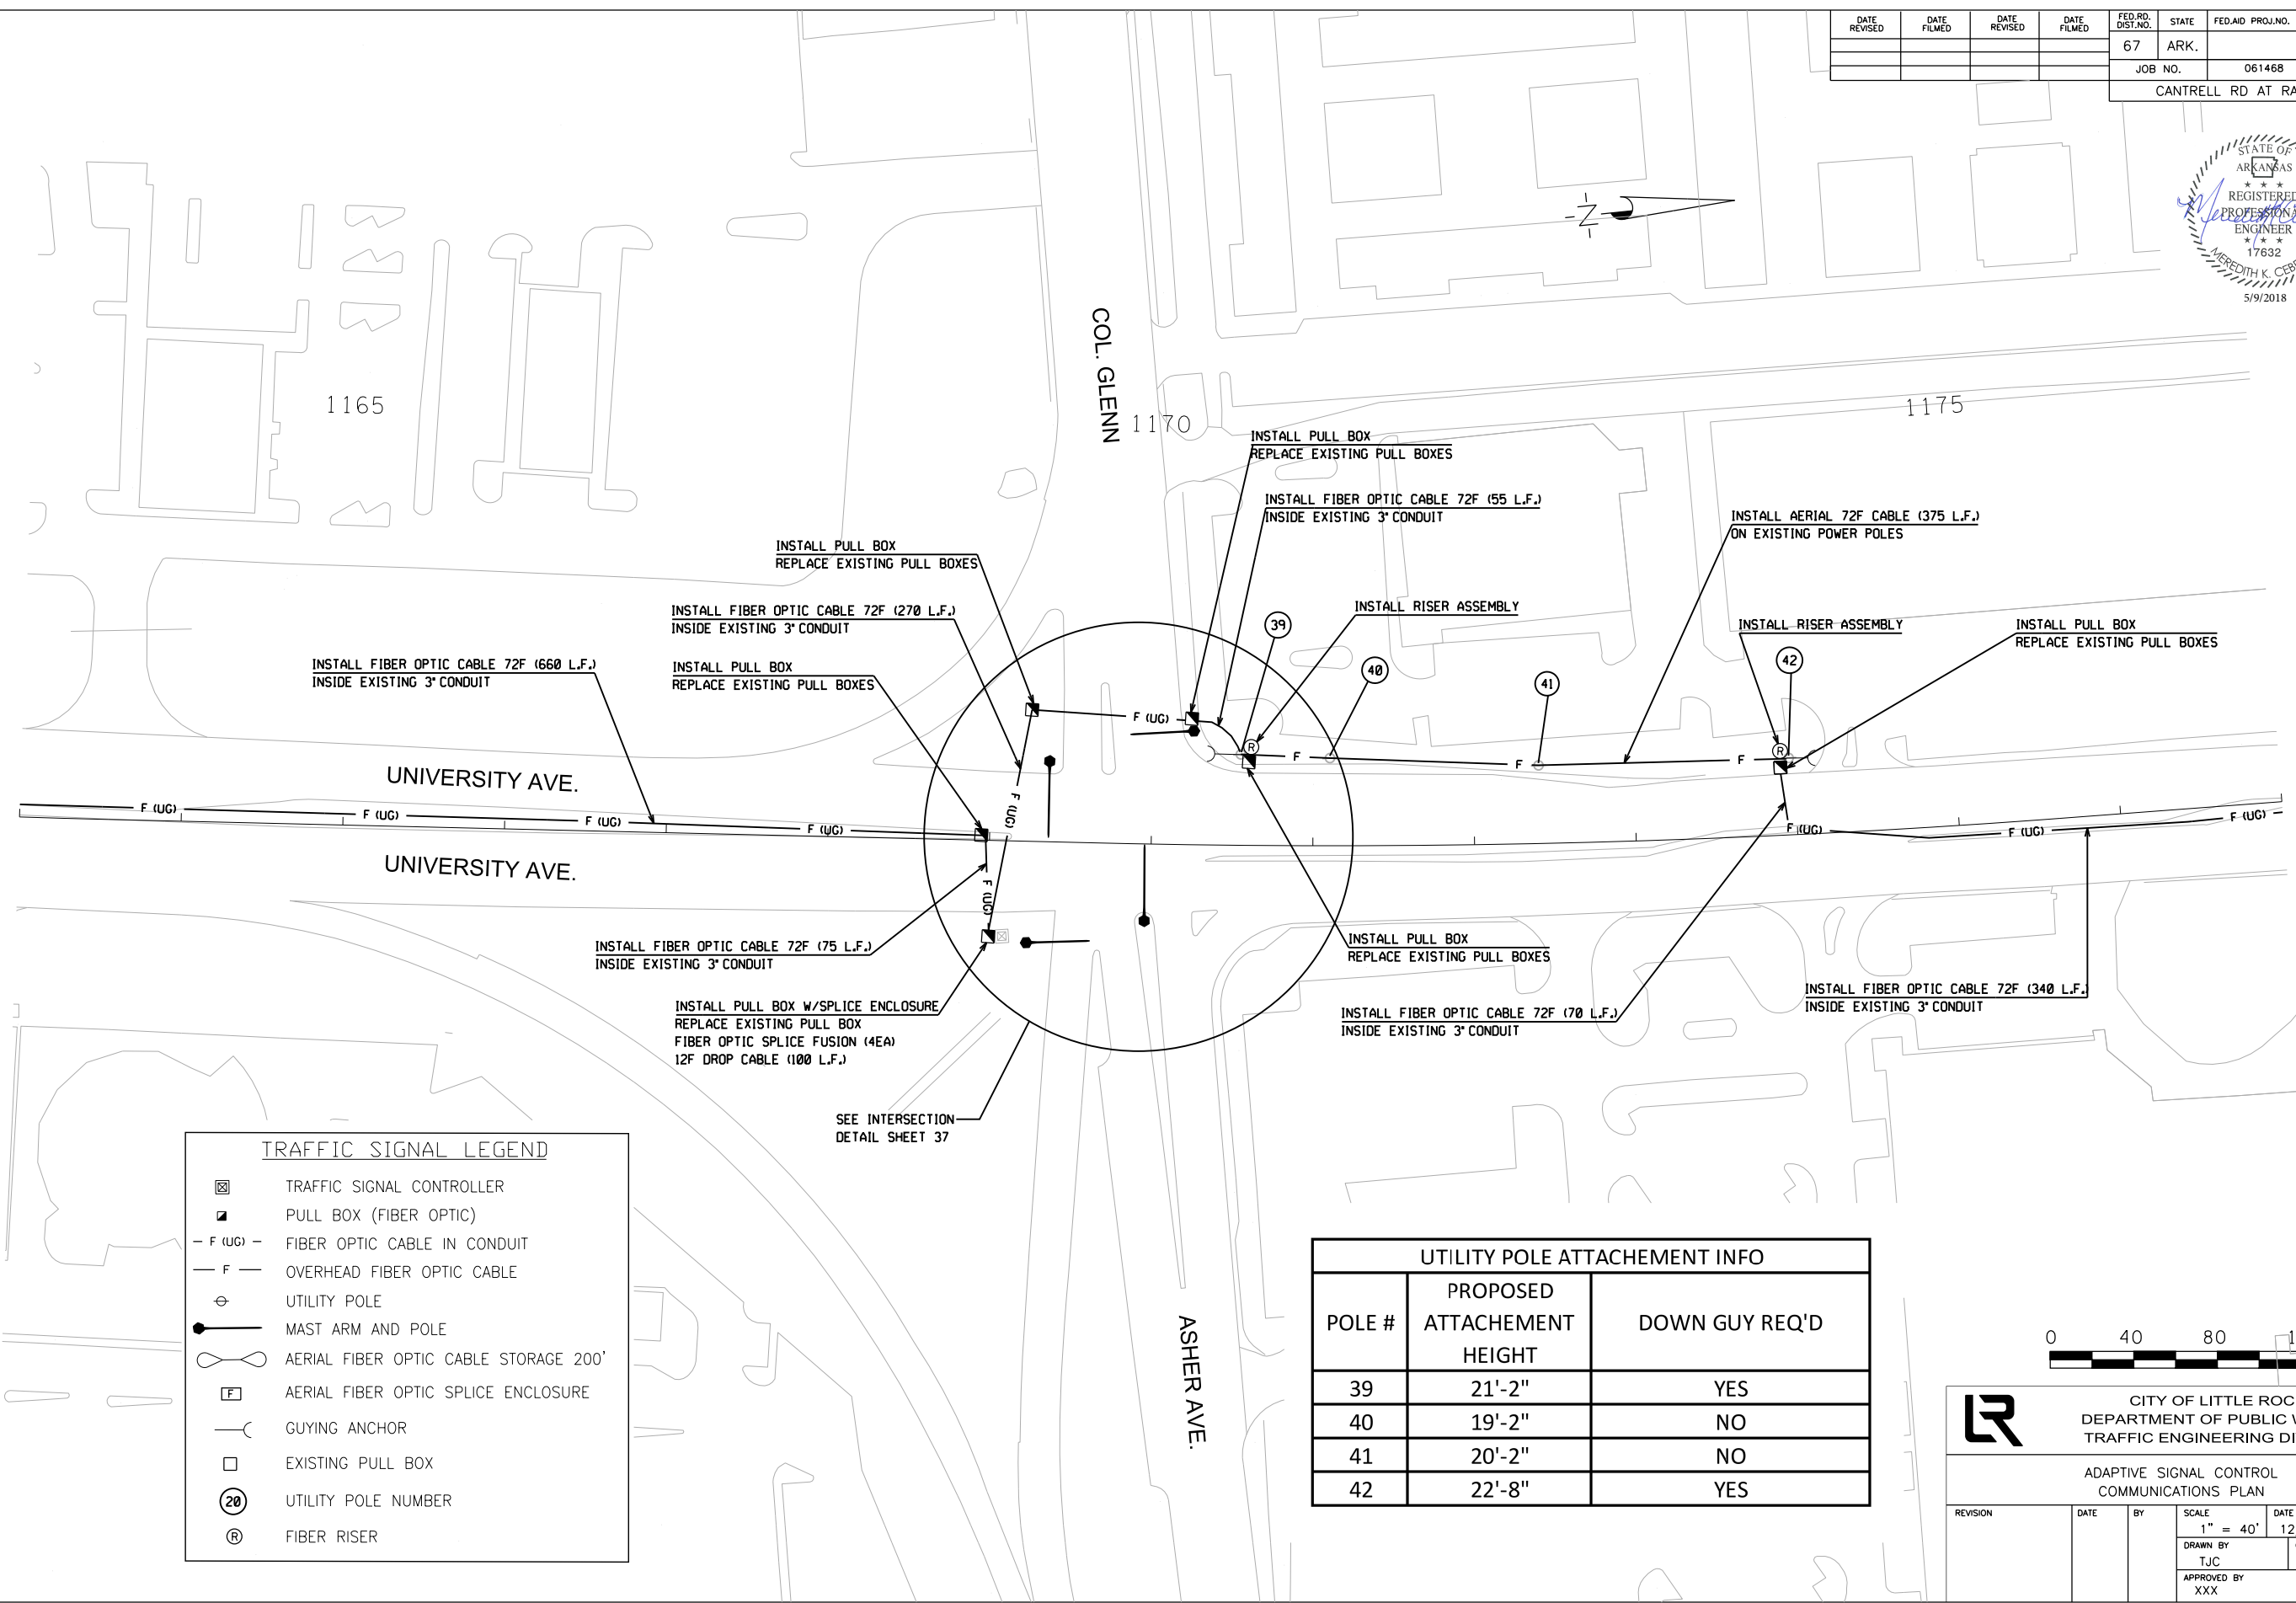 DATE REVISED
DATE FILMED
DATE REVISED
DATE FILMED
FED.RD. DIST.NO.
STATE
FED.AID PROJ.NO.
67
ARK.
JOB NO.
061468
CANTRELL RD AT
STATE OF
ARKANSAS
REGISTERED
PROFESSIONAL
ENGINEER
17632
MEREDITH K.
5/9/2018
COL. GLENN
1165
1170
1175
INSTALL PULL BOX
REPLACE EXISTING PULL BOXES
INSTALL FIBER OPTIC CABLE 72F (55 L.F.)
INSIDE EXISTING 3" CONDUIT
INSTALL AERIAL 72F CABLE (375 L.F.)
ON EXISTING POWER POLES
INSTALL PULL BOX
REPLACE EXISTING PULL BOXES
INSTALL FIBER OPTIC CABLE 72F (270 L.F.)
INSIDE EXISTING 3" CONDUIT
INSTALL RISER ASSEMBLY
INSTALL RISER ASSEMBLY
INSTALL PULL BOX
REPLACE EXISTING PULL BOXES
INSTALL FIBER OPTIC CABLE 72F (660 L.F.)
INSIDE EXISTING 3" CONDUIT
INSTALL PULL BOX
REPLACE EXISTING PULL BOXES
39
40
41
42
R
R
F (UG)
F
F
F
UNIVERSITY AVE.
F (UG)
F (UG)
F (UG)
F (UG)
F (UG)
F (UG)
F (UG)
F (UG)
F (UG)
UNIVERSITY AVE.
INSTALL FIBER OPTIC CABLE 72F (75 L.F.)
INSIDE EXISTING 3" CONDUIT
INSTALL PULL BOX
REPLACE EXISTING PULL BOXES
INSTALL PULL BOX W/SPLICE ENCLOSURE
REPLACE EXISTING PULL BOX
FIBER OPTIC SPLICE FUSION (4EA)
12F DROP CABLE (100 L.F.)
INSTALL FIBER OPTIC CABLE 72F (70 L.F.)
INSIDE EXISTING 3" CONDUIT
INSTALL FIBER OPTIC CABLE 72F (340 L.F.)
INSIDE EXISTING 3" CONDUIT
SEE INTERSECTION
DETAIL SHEET 37
ASHER AVE.
TRAFFIC SIGNAL LEGEND
TRAFFIC SIGNAL CONTROLLER
PULL BOX (FIBER OPTIC)
F (UG) FIBER OPTIC CABLE IN CONDUIT
F OVERHEAD FIBER OPTIC CABLE
UTILITY POLE
MAST ARM AND POLE
AERIAL FIBER OPTIC CABLE STORAGE 200'
F AERIAL FIBER OPTIC SPLICE ENCLOSURE
GUYING ANCHOR
EXISTING PULL BOX
20 UTILITY POLE NUMBER
R FIBER RISER
UTILITY POLE ATTACHEMENT INFO
POLE #
PROPOSED
ATTACHEMENT
HEIGHT
DOWN GUY REQ'D
39 21'-2" YES
40 19'-2" NO
41 20'-2" NO
42 22'-8" YES
0 40 80
LR
CITY OF LITTLE ROC
DEPARTMENT OF PUBLIC
TRAFFIC ENGINEERING DI
ADAPTIVE SIGNAL CONTROL
COMMUNICATIONS PLAN
REVISION
DATE
BY
SCALE
1" = 40'
DATE
12
DRAWN BY
TJC
APPROVED BY
XXX